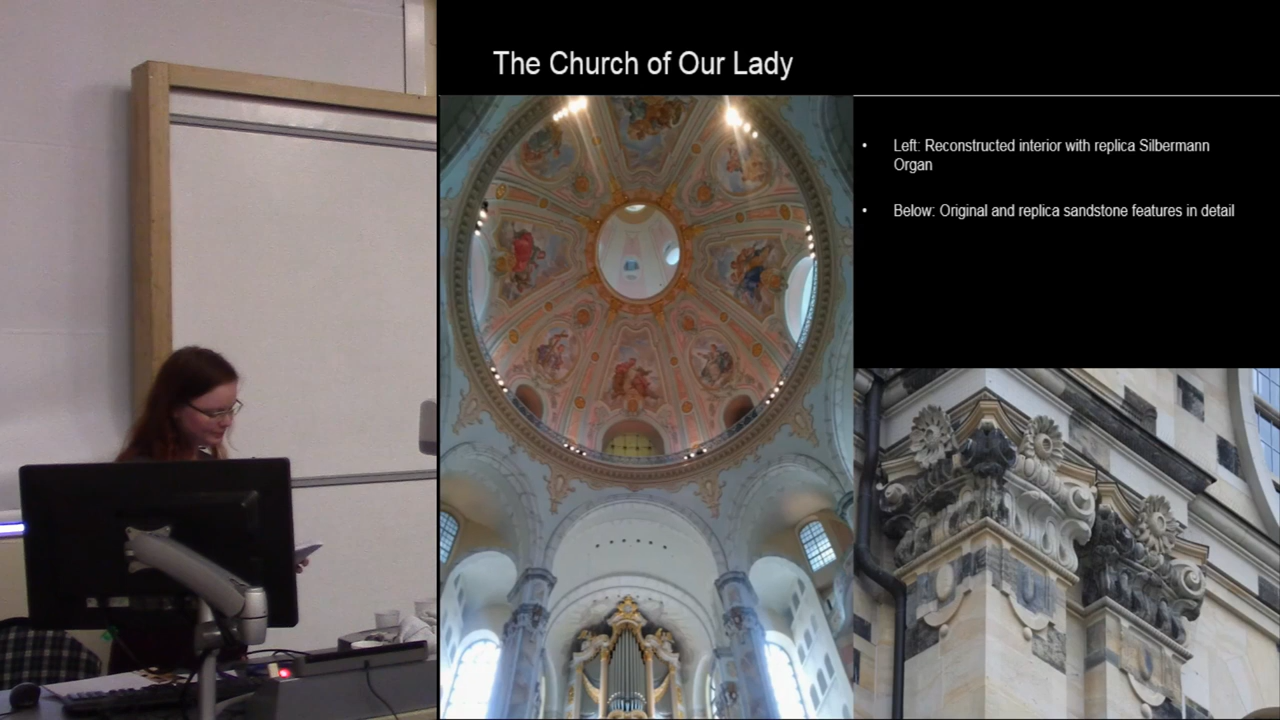 The Church of Our Lady
• Left: Reconstructed interior with replica Silbermann
Organ
• Below: Original and replica sandstone features in detail